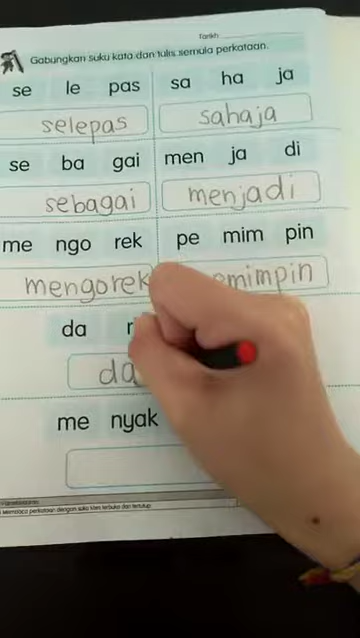 Tarikh
Gabungkan suku kata dan tulis semula perkataan.
se le pas sa ha ja
selepas sahaja
se ba gai men ja di
sebagai menjadi
me ngo rek pe mim pin
mengorek emimpin
da r
da
me nyak